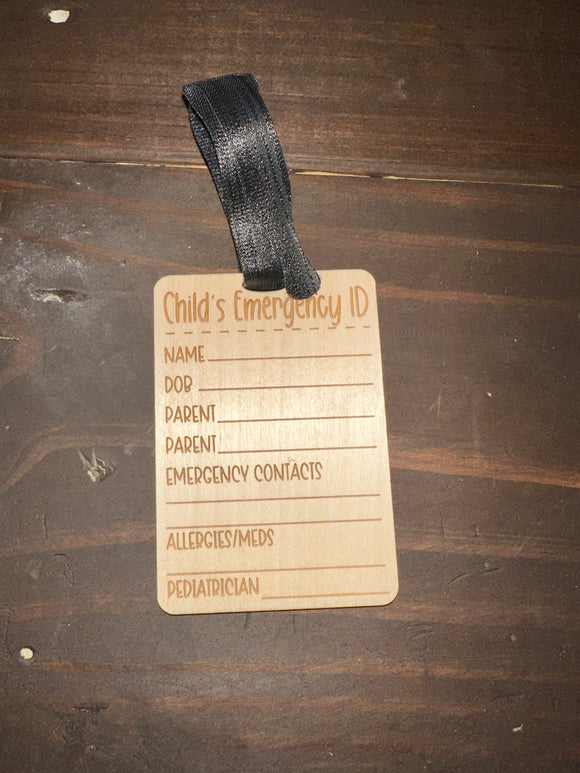 Child's Emergency ID
NAME
DOB
PARENT
PARENT
EMERGENCY CONTACTS
ALLERGIES/MEDS
PEDIATRICIAN